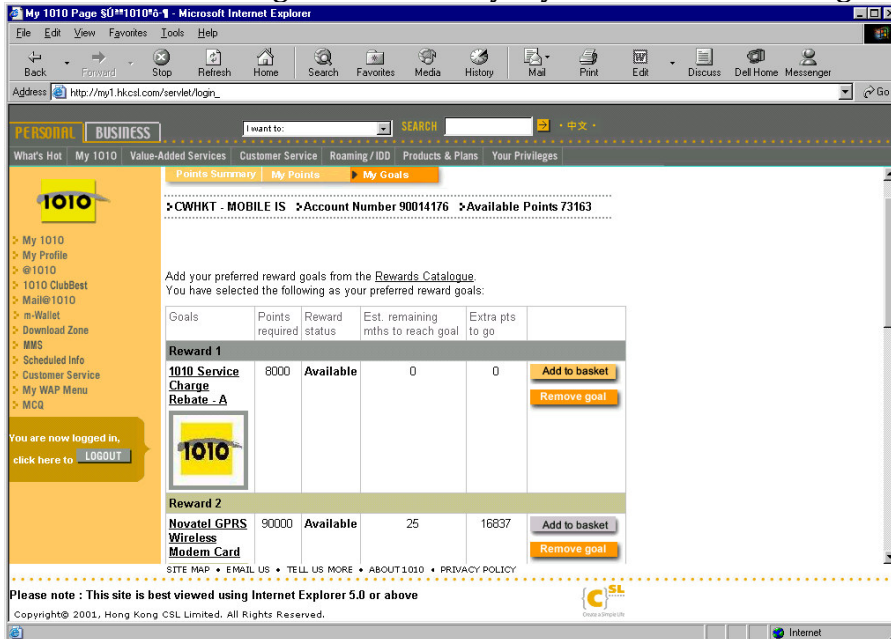 My 1010 Page - Microsoft Internet Explorer
File Edit View Favorites Tools Help
Back Forward Stop Refresh Home Search Favorites Media History Mail Print Edit Discuss Dell Home Messenger
Address http://my1.hkcsl.com/servlet/login_ Go
PERSONAL BUSINESS I want to: SEARCH 中文
What's Hot My 1010 Value-Added Services Customer Service Roaming / IDD Products & Plans Your Privileges
Points Summary My Points My Goals
1010
CWHKT - MOBILE IS Account Number 90014176 Available Points 73163
My 1010
My Profile
@1010
1010 ClubBest
Mail@1010
m-Wallet
Download Zone
MMS
Scheduled Info
Customer Service
My WAP Menu
MCQ
You are now logged in,
click here to LOGOUT
Add your preferred reward goals from the Rewards Catalogue.
You have selected the following as your preferred reward goals:
Goals Points Reward Est. remaining Extra pts
required status mths to reach goal to go
Reward 1
1010 Service 8000 Available 0 0 Add to basket
Charge
Rebate - A Remove goal
1010
Reward 2
Novatel GPRS 90000 Available 25 16837 Add to basket
Wireless
Modem Card Remove goal
SITE MAP • EMAIL US • TELL US MORE • ABOUT 1010 • PRIVACY POLICY
Please note : This site is best viewed using Internet Explorer 5.0 or above
{C}SL
Copyright© 2001, Hong Kong CSL Limited. All Rights Reserved.
Internet